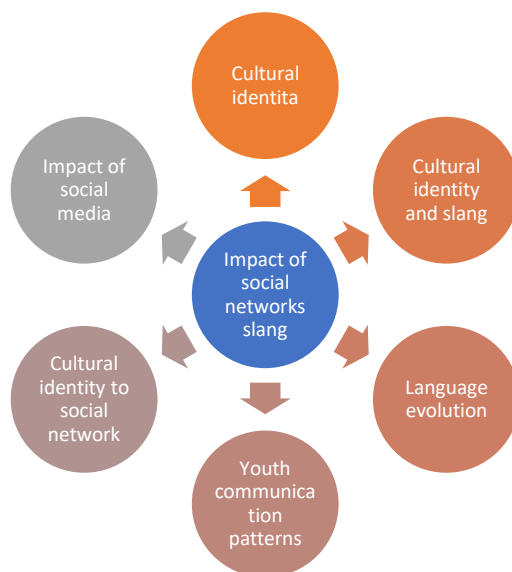 Cultural
identita
Cultural
identity
and slang
Language
evolution
Youth
communica
tion
patterns
Cultural
identity to
social
network
Impact of
social
media
Impact of
social
networks
slang